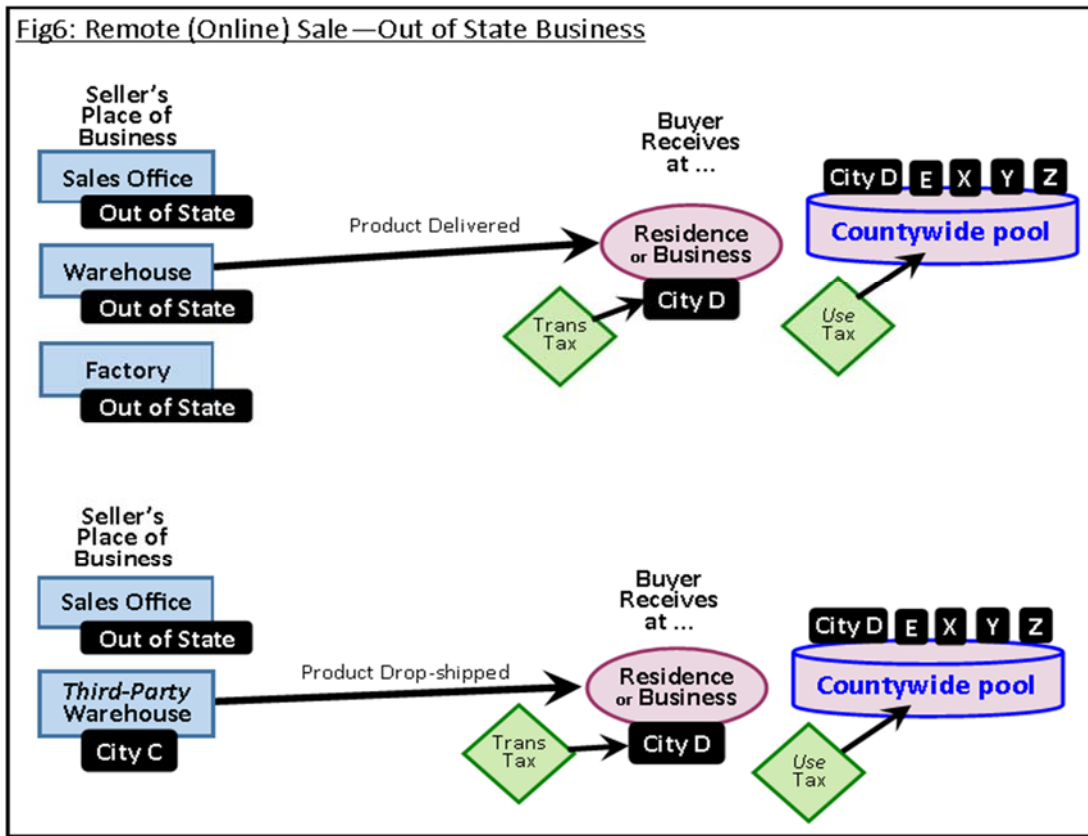 Fig6: Remote (Online) Sale—Out of State Business
Seller's
Place of
Business
Sales Office
Out of State
Warehouse
Out of State
Factory
Out of State
Product Delivered
Buyer
Receives
at ...
Residence
or Business
City D
Trans
Tax
City D
E
X
Y
Z
Countywide pool
Use
Tax
Seller's
Place of
Business
Sales Office
Out of State
Third-Party
Warehouse
City C
Product Drop-shipped
Buyer
Receives
at ...
Residence
or Business
City D
Trans
Tax
City D
E
X
Y
Z
Countywide pool
Use
Tax